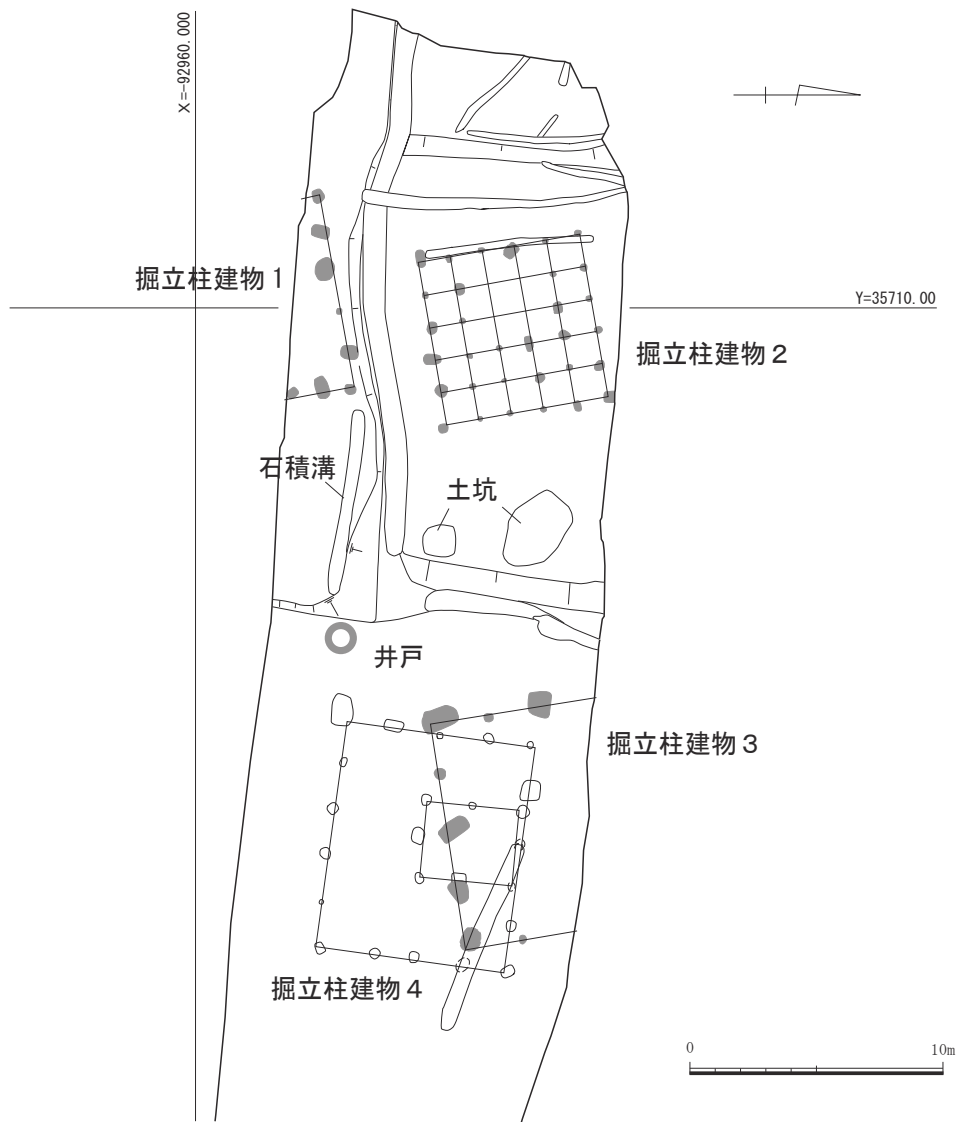 X=-92960.000
掘立柱建物１
Y=35710.00
掘立柱建物２
石積溝
土坑
井戸
掘立柱建物３
掘立柱建物４
0
10m